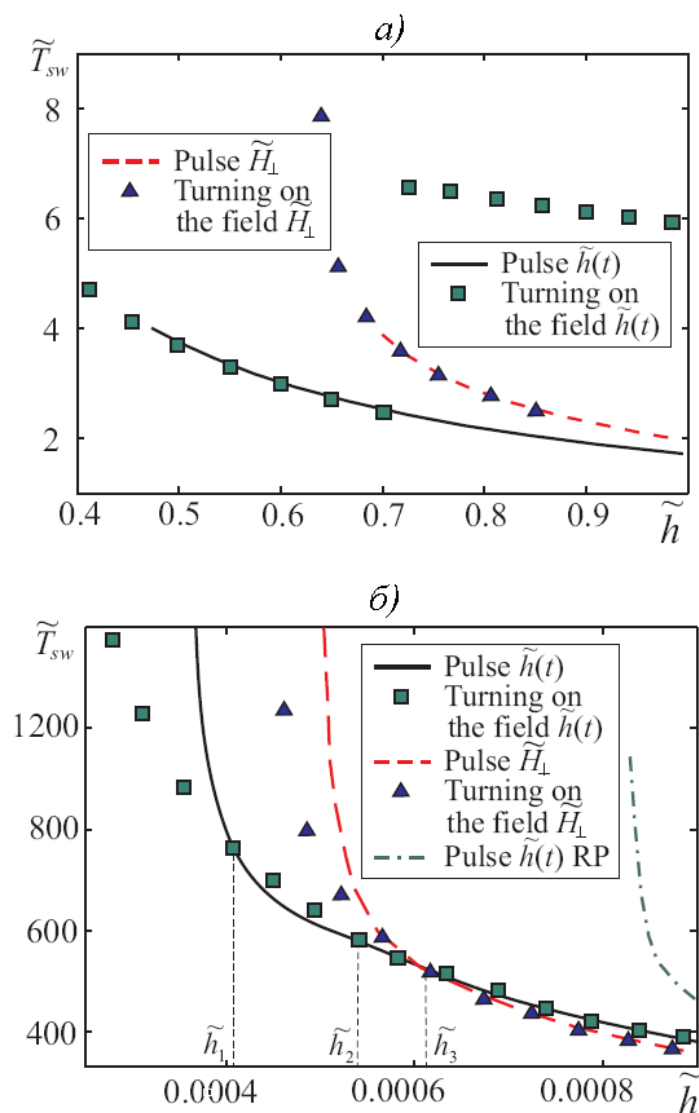 а)
T̃sw
8
6
4
2
Pulse H̃⊥
Turning on
the field H̃⊥
Pulse h̃(t)
Turning on
the field h̃(t)
0.4 0.5 0.6 0.7 0.8 0.9 h̃
б)
T̃sw
1200
800
600
400
Pulse h̃(t)
Turning on
the field h̃(t)
Pulse H̃⊥
Turning on
the field H̃⊥
Pulse h̃(t) RP
h̃1 h̃2 h̃3
0.0004 0.0006 0.0008 h̃